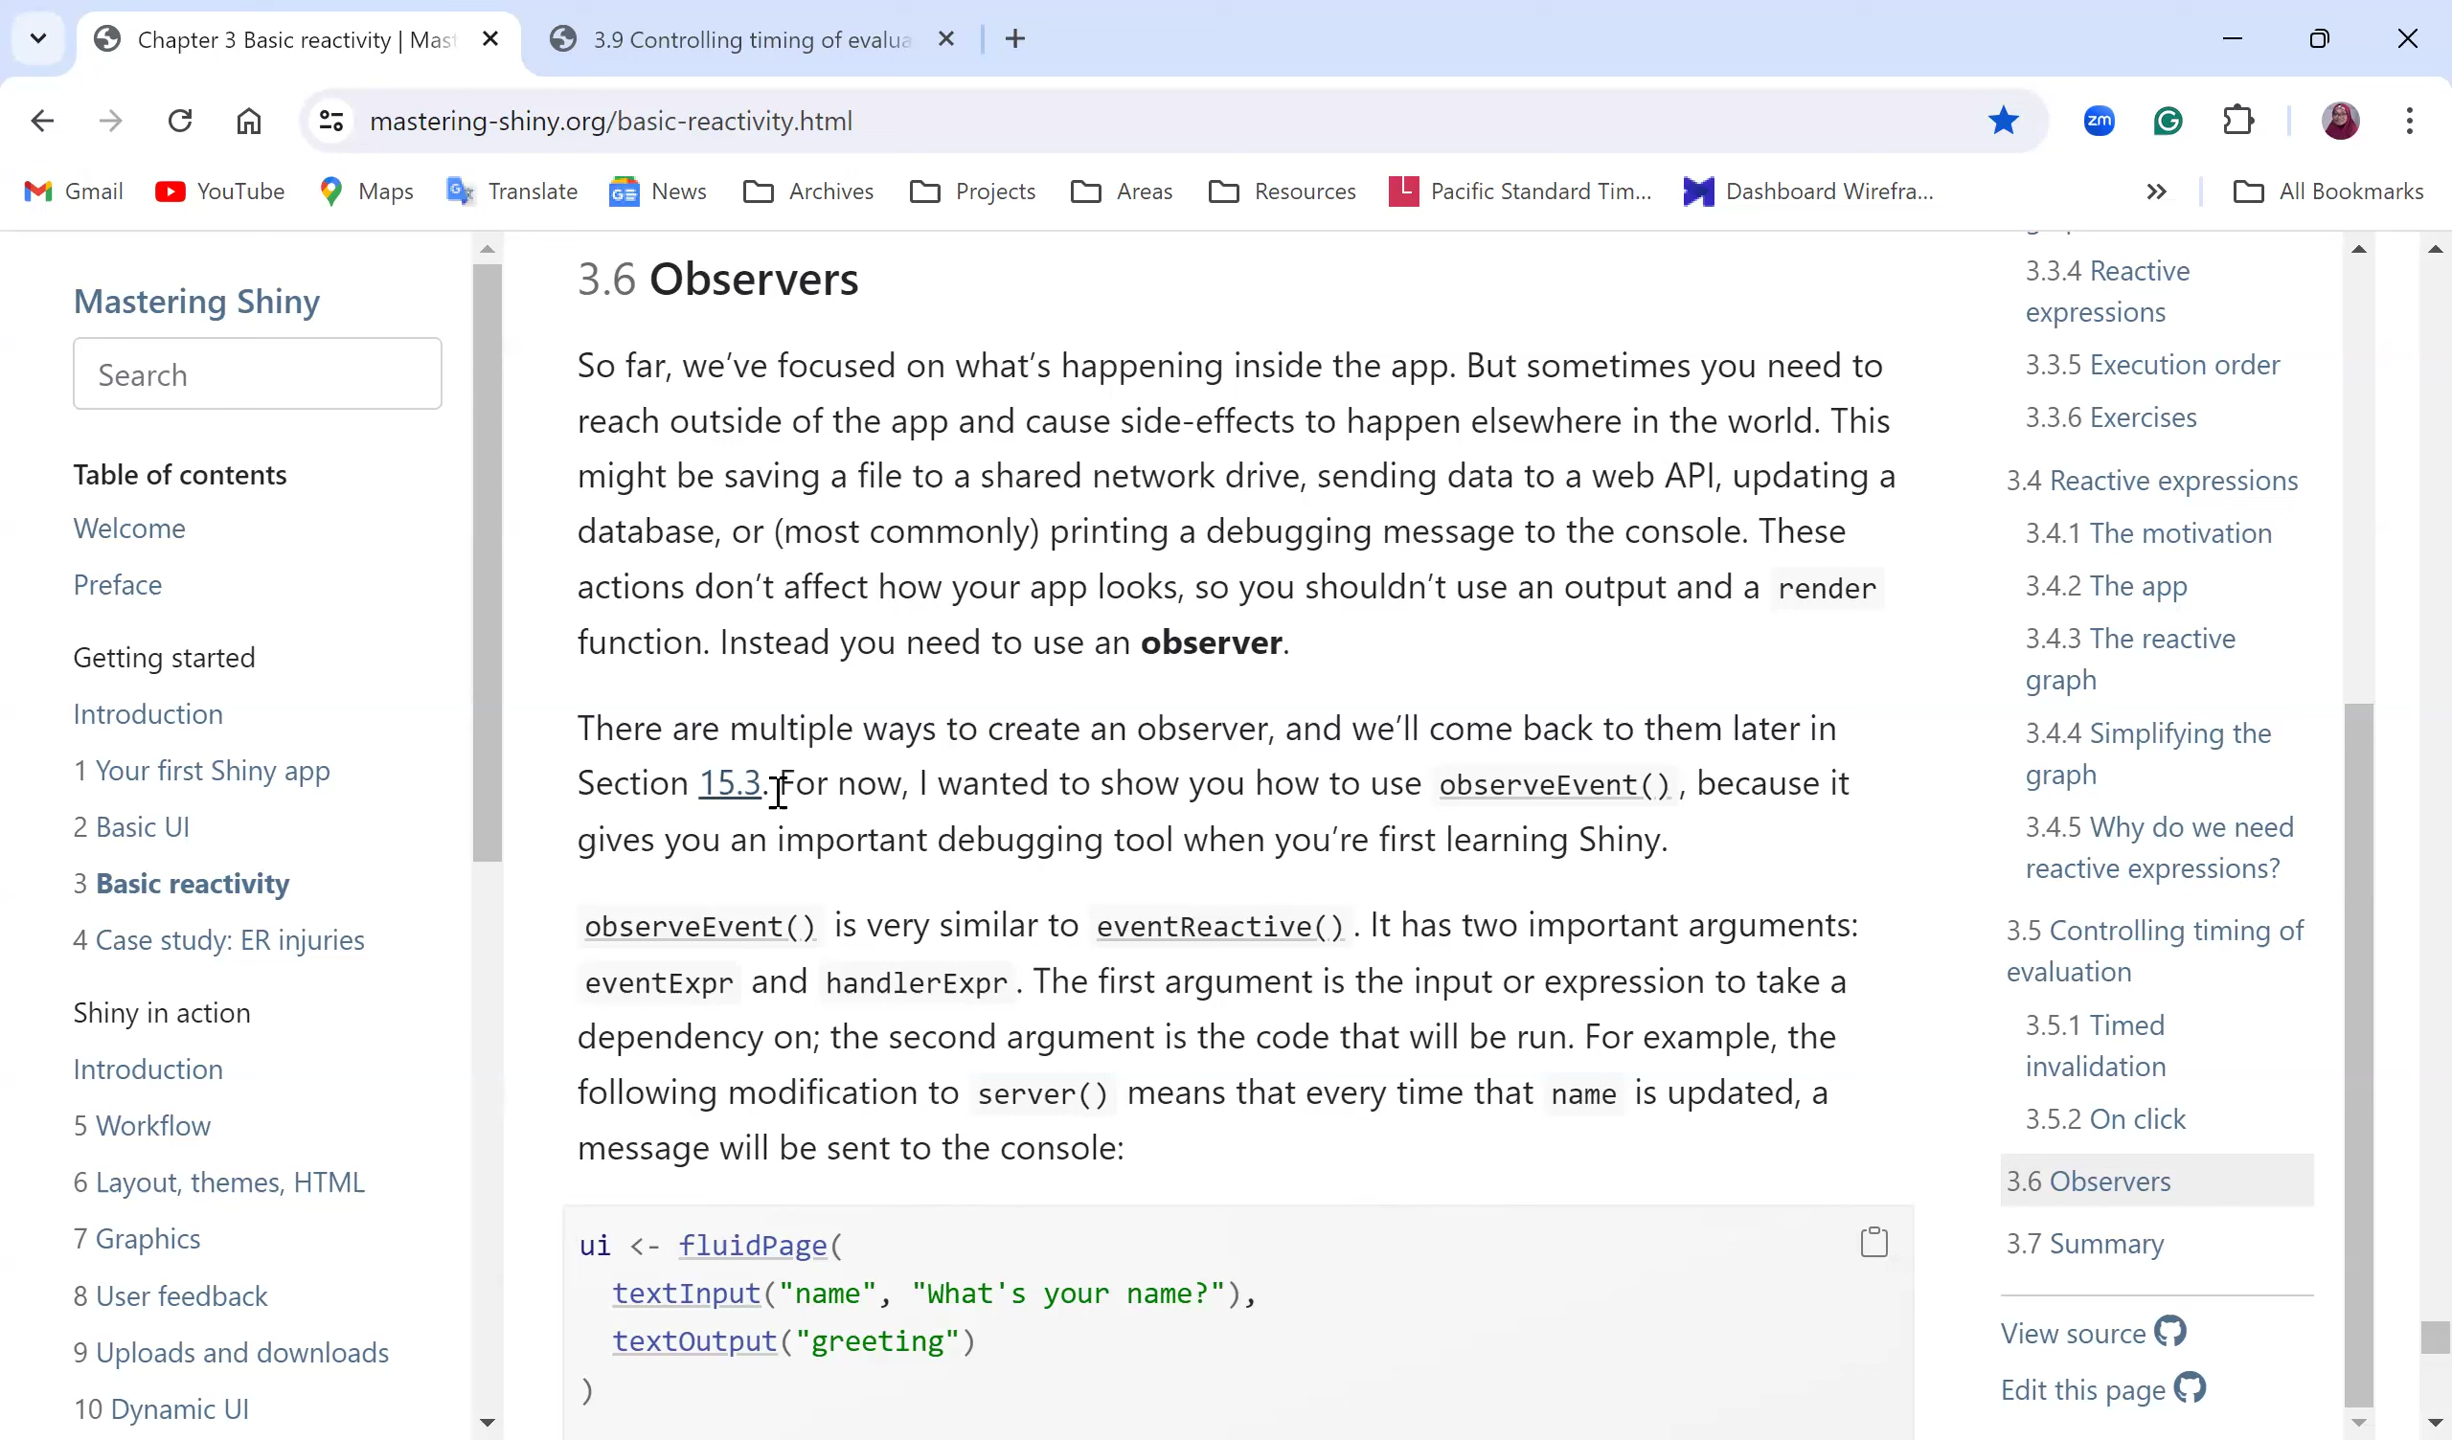 Chapter 3 Basic reactivity | Mast
3.9 Controlling timing of evalua
mastering-shiny.org/basic-reactivity.html
zm
Gmail
YouTube
Maps
Translate
News
Archives
Projects
Areas
Resources
Pacific Standard Tim...
Dashboard Wirefra...
All Bookmarks
Mastering Shiny
Search
Table of contents
Welcome
Preface
Getting started
Introduction
1 Your first Shiny app
2 Basic UI
3 Basic reactivity
4 Case study: ER injuries
Shiny in action
Introduction
5 Workflow
6 Layout, themes, HTML
7 Graphics
8 User feedback
9 Uploads and downloads
10 Dynamic UI
3.6 Observers
So far, we’ve focused on what’s happening inside the app. But sometimes you need to
reach outside of the app and cause side-effects to happen elsewhere in the world. This
might be saving a file to a shared network drive, sending data to a web API, updating a
database, or (most commonly) printing a debugging message to the console. These
actions don’t affect how your app looks, so you shouldn’t use an output and a render
function. Instead you need to use an observer.
There are multiple ways to create an observer, and we’ll come back to them later in
Section 15.3. For now, I wanted to show you how to use observeEvent(), because it
gives you an important debugging tool when you’re first learning Shiny.
observeEvent() is very similar to eventReactive(). It has two important arguments:
eventExpr and handlerExpr. The first argument is the input or expression to take a
dependency on; the second argument is the code that will be run. For example, the
following modification to server() means that every time that name is updated, a
message will be sent to the console:
ui <- fluidPage(
textInput("name", "What's your name?"),
textOutput("greeting")
)
3.3.4 Reactive
expressions
3.3.5 Execution order
3.3.6 Exercises
3.4 Reactive expressions
3.4.1 The motivation
3.4.2 The app
3.4.3 The reactive
graph
3.4.4 Simplifying the
graph
3.4.5 Why do we need
reactive expressions?
3.5 Controlling timing of
evaluation
3.5.1 Timed
invalidation
3.5.2 On click
3.6 Observers
3.7 Summary
View source
Edit this page